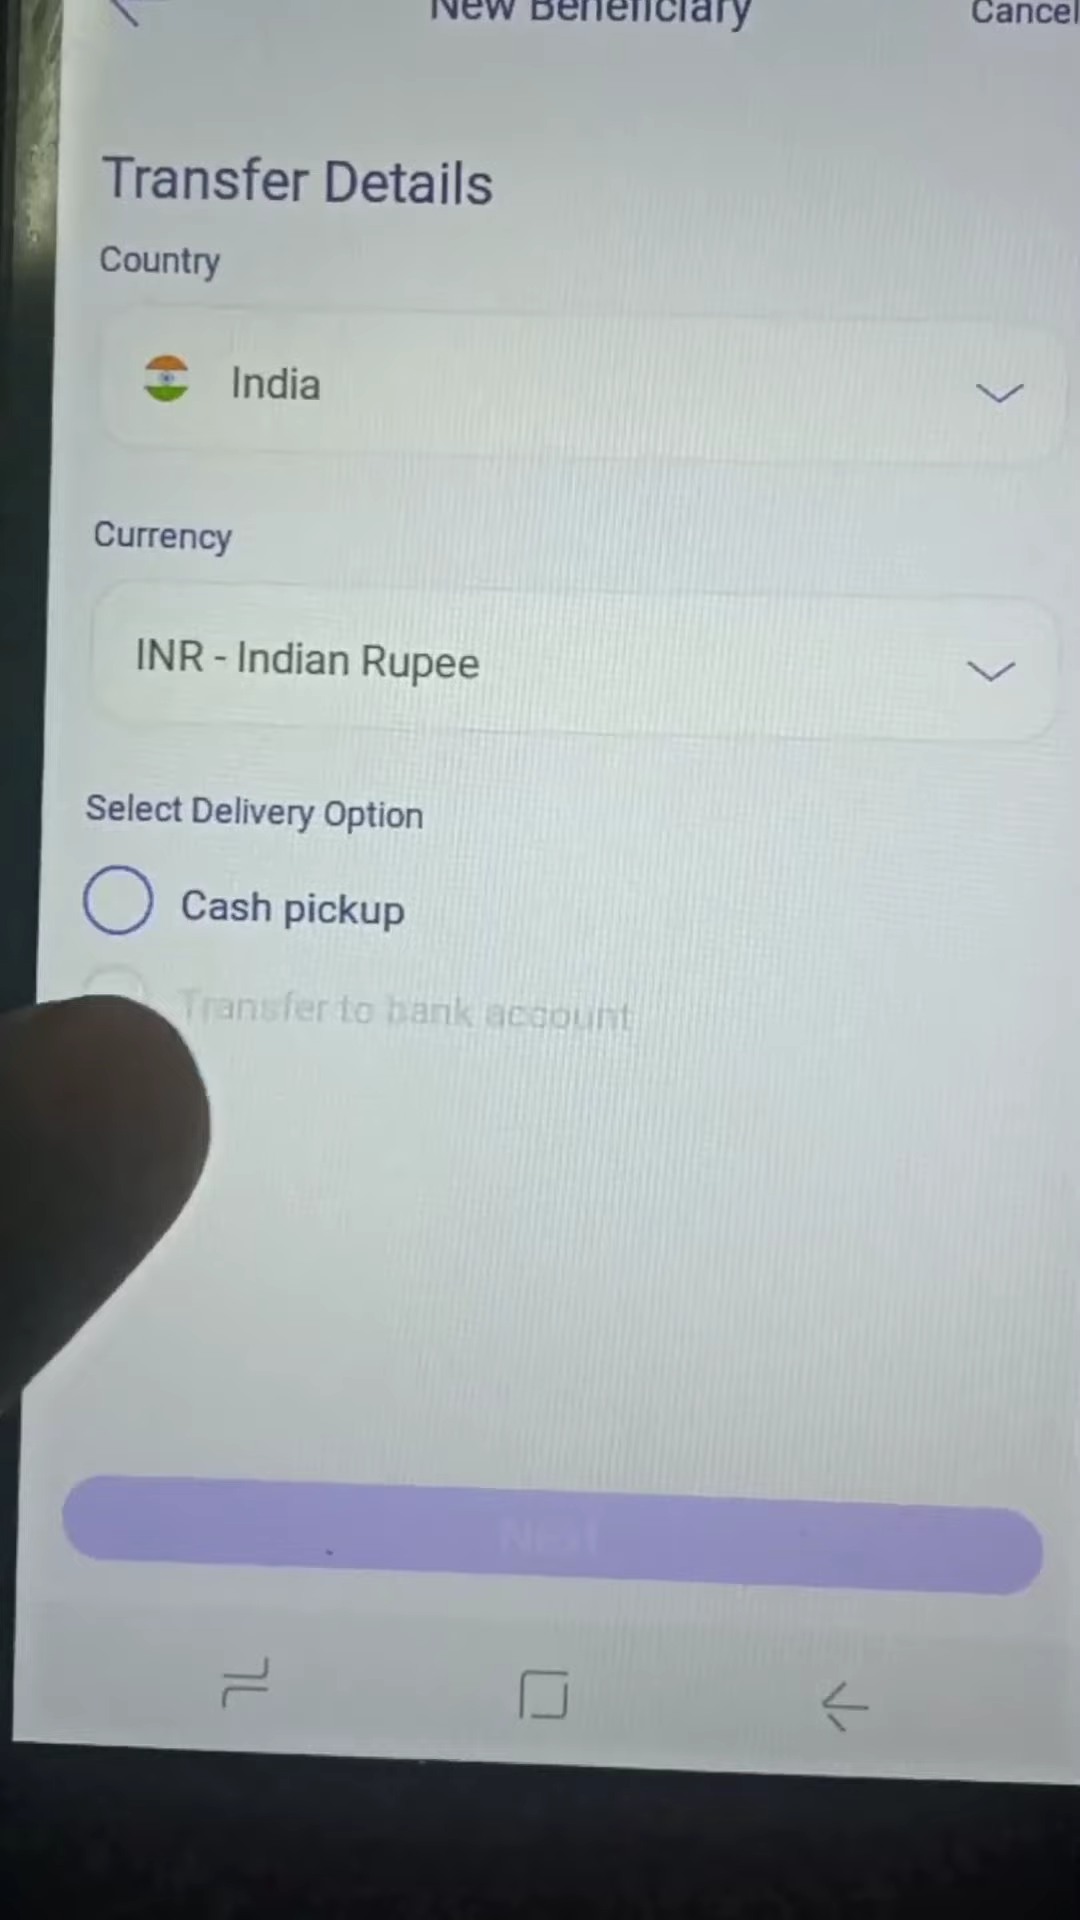 New Beneficiary
Cancel
Transfer Details
Country
India
Currency
INR - Indian Rupee
Select Delivery Option
Cash pickup
Transfer to bank account
Next